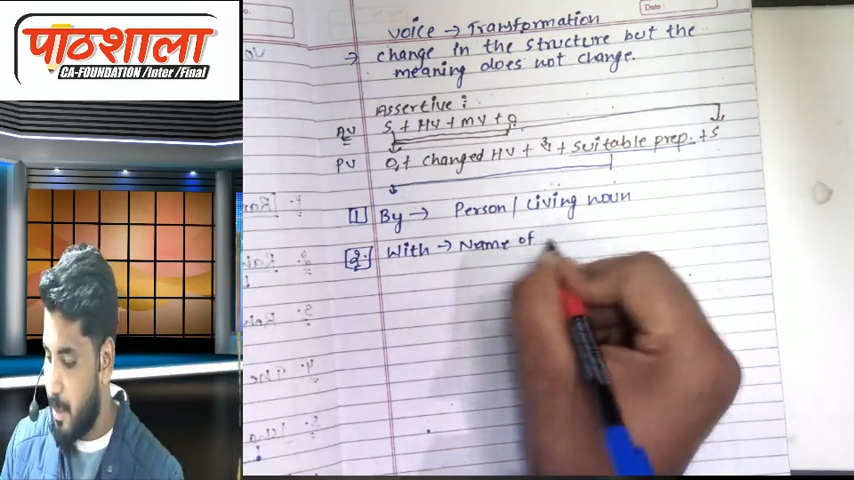 पाठशाला
CA-FOUNDATION /Inter /Final
Date:
Voice → Transformation
→ change in the structure but the
meaning does not change.
Assertive :
AV S + HV + MV + O
PV O + changed HV + V3 + suitable prep. + S
1 By → Person / Living noun
2. With → Name of